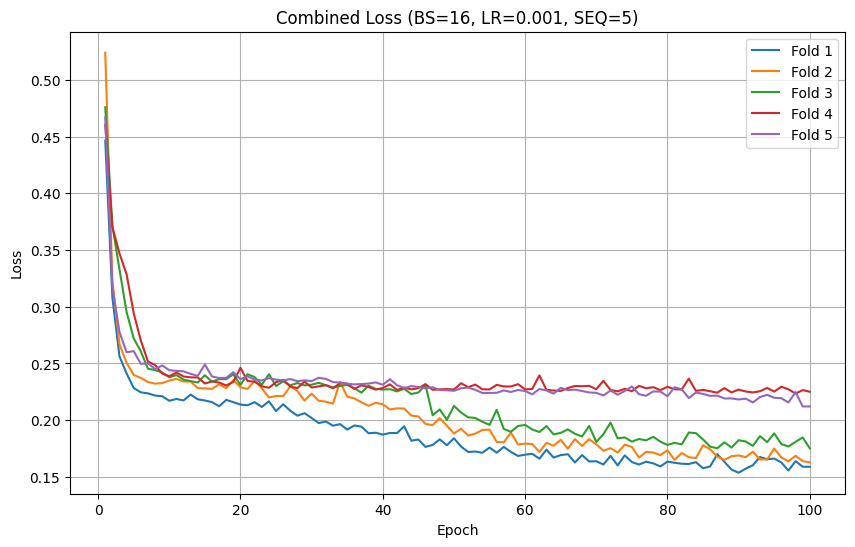 Combined Loss (BS=16, LR=0.001, SEQ=5)
Fold 1
Fold 2
Fold 3
Fold 4
Fold 5
Loss
0.50
0.45
0.40
0.35
0.30
0.25
0.20
0.15
0
20
40
60
80
100
Epoch